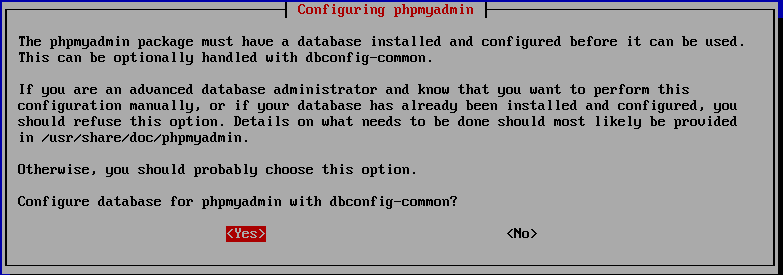 Configuring phpmyadmin
The phpmyadmin package must have a database installed and configured before it can be used.
This can be optionally handled with dbconfig-common.
If you are an advanced database administrator and know that you want to perform this
configuration manually, or if your database has already been installed and configured, you
should refuse this option. Details on what needs to be done should most likely be provided
in /usr/share/doc/phpmyadmin.
Otherwise, you should probably choose this option.
Configure database for phpmyadmin with dbconfig-common?
<Yes> <No>